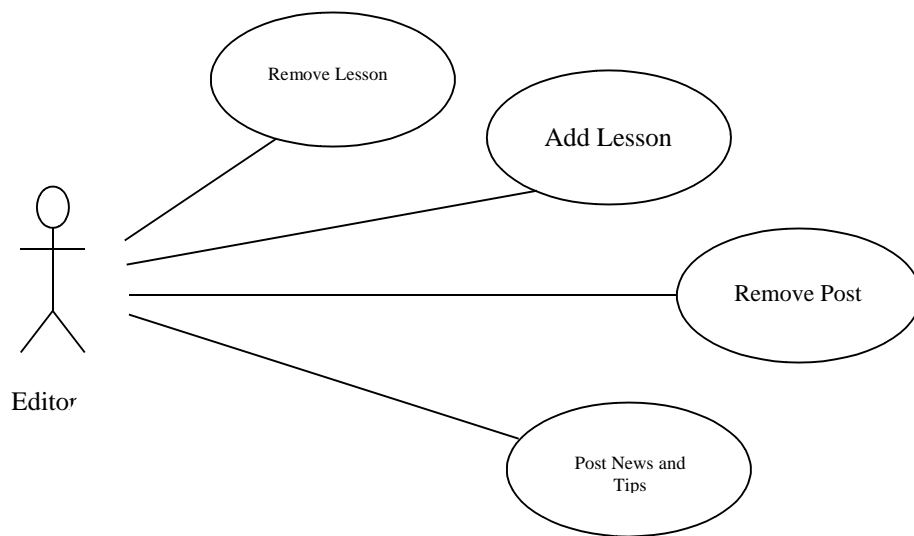 Remove Lesson
Add Lesson
Remove Post
Editor
Post News and
Tips